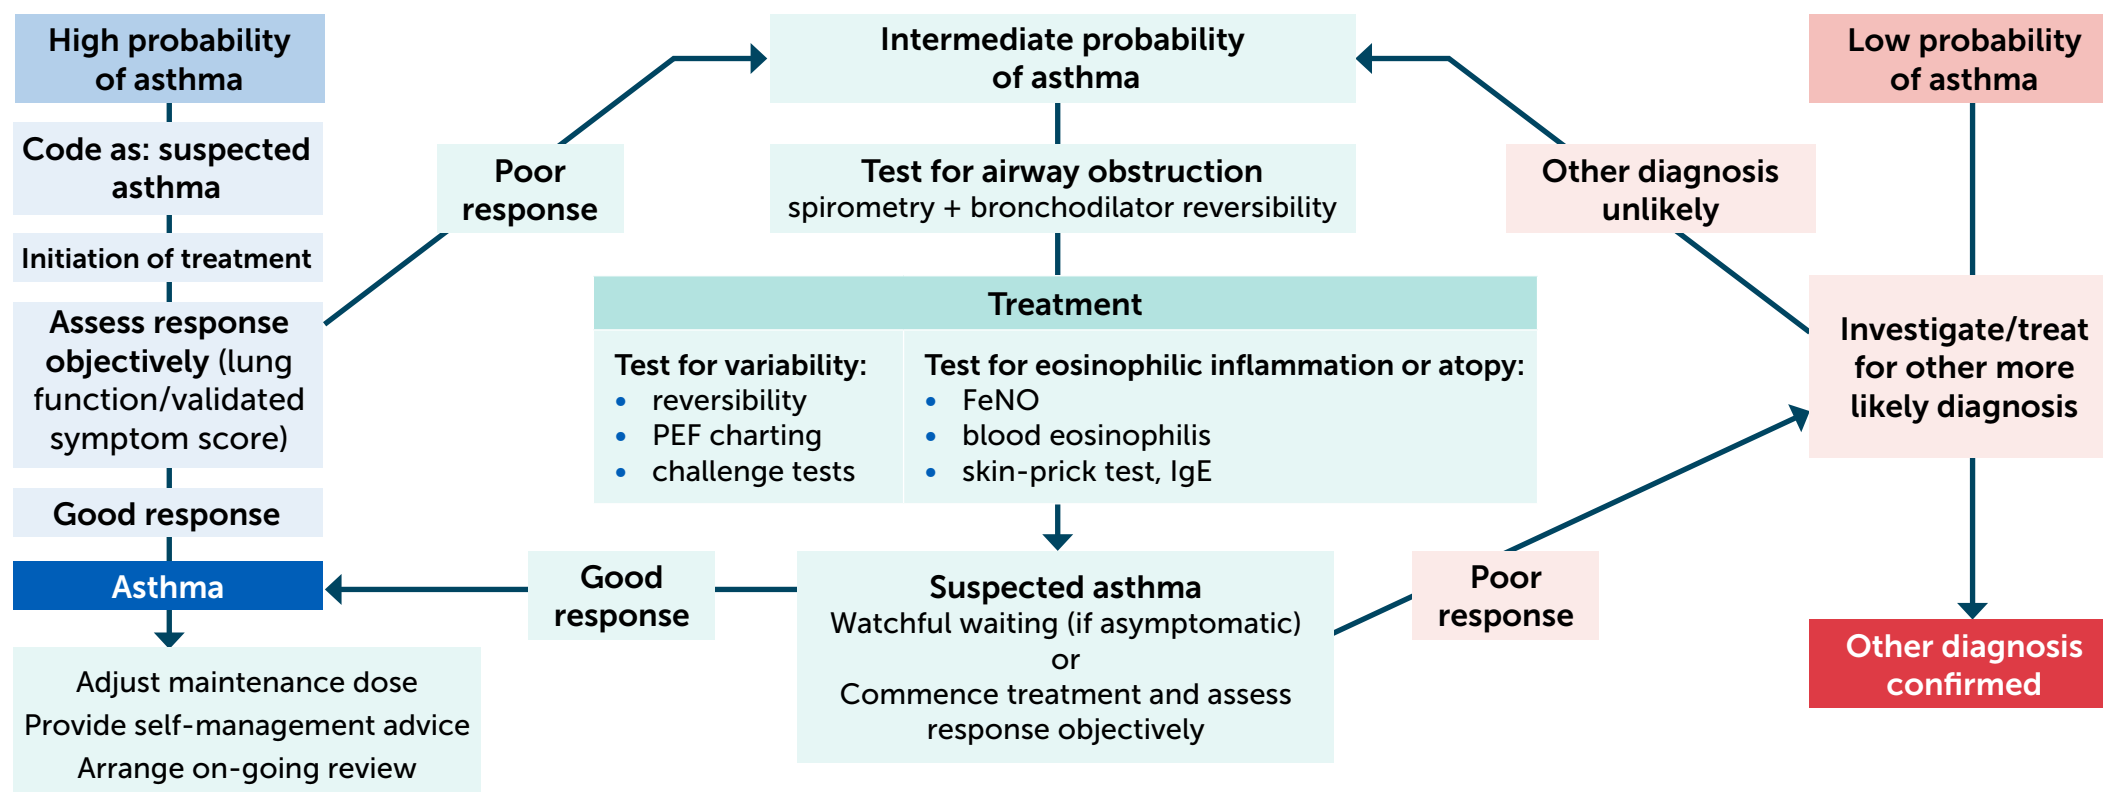 High probability
of asthma
Code as: suspected
asthma
Initiation of treatment
Assess response
objectively (lung
function/validated
symptom score)
Good response
Asthma
Adjust maintenance dose
Provide self-management advice
Arrange on-going review
Poor
response
Intermediate probability
of asthma
Test for airway obstruction
spirometry + bronchodilator reversibility
Treatment
Test for variability:
• reversibility
• PEF charting
• challenge tests
Test for eosinophilic inflammation or atopy:
• FeNO
• blood eosinophilis
• skin-prick test, IgE
Good
response
Suspected asthma
Watchful waiting (if asymptomatic)
or
Commence treatment and assess
response objectively
Poor
response
Other diagnosis
unlikely
Low probability
of asthma
Investigate/treat
for other more
likely diagnosis
Other diagnosis
confirmed